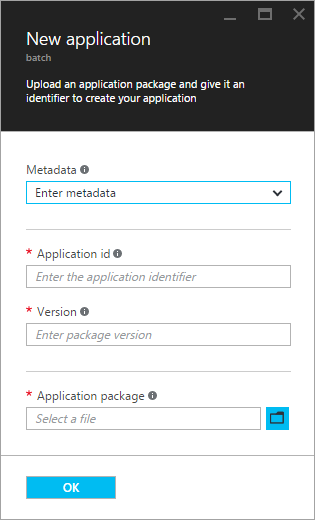 New application
batch
Upload an application package and give it an
identifier to create your application
Metadata
Enter metadata
* Application id
Enter the application identifier
* Version
Enter package version
* Application package
Select a file
OK